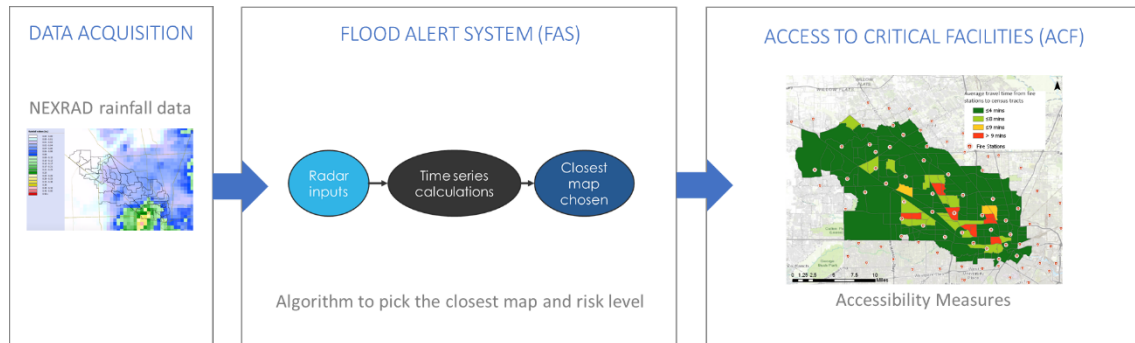 DATA ACQUISITION
NEXRAD rainfall data
FLOOD ALERT SYSTEM (FAS)
Radar
inputs
Time series
calculations
Closest
map
chosen
Algorithm to pick the closest map and risk level
ACCESS TO CRITICAL FACILITIES (ACF)
Average travel time from fire
stations to census tracts
≤4 mins
≤8 mins
≤9 mins
> 9 mins
Fire Stations
Accessibility Measures